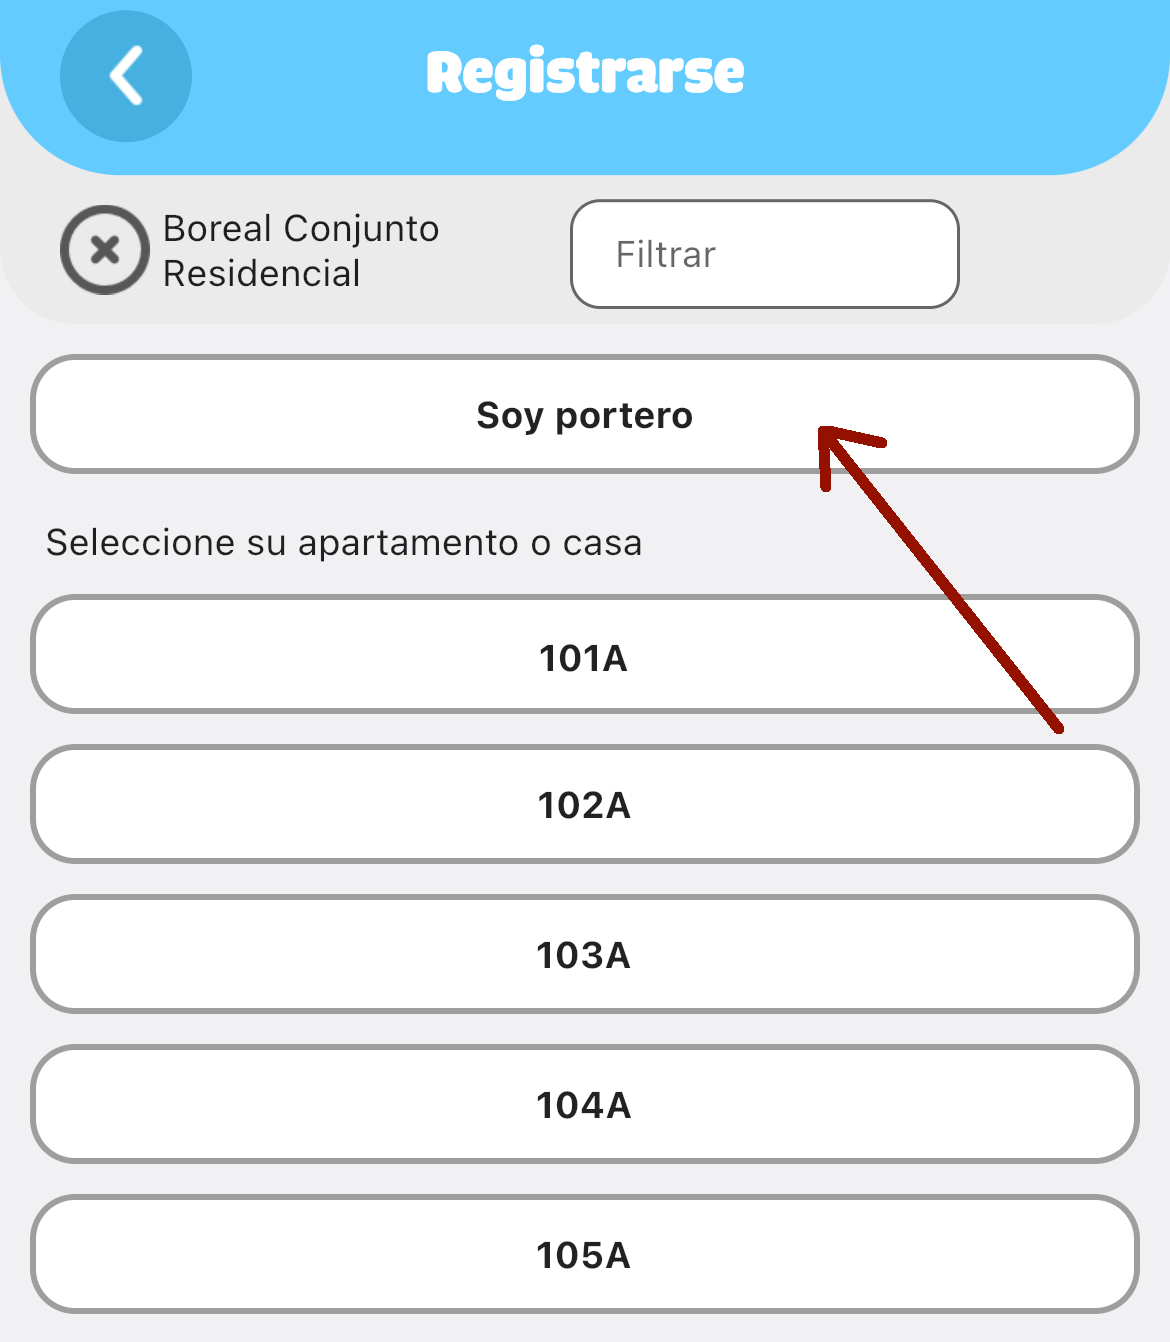 Registrarse
Boreal Conjunto
Residencial
Filtrar
Soy portero
Seleccione su apartamento o casa
101A
102A
103A
104A
105A